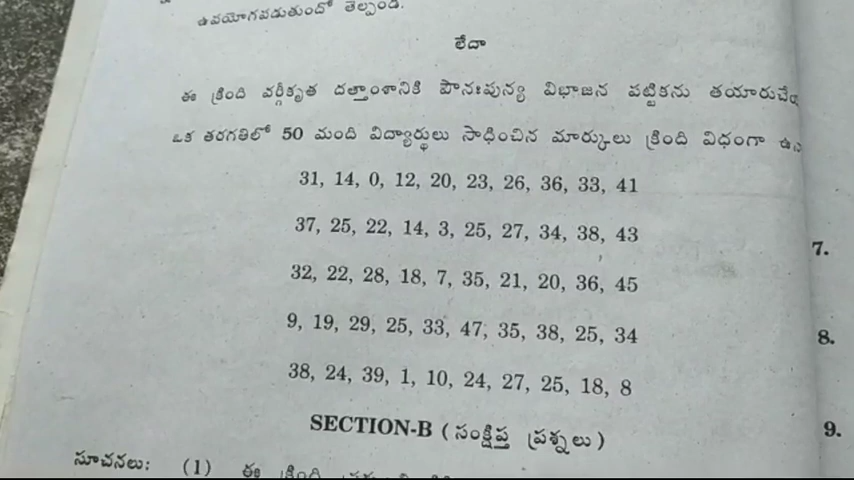 ఉపయోగపడుతుందో తెల్పండి.
లేదా
ఈ క్రింది వర్గీకృత దత్తాంశానికి పౌనఃపున్య విభాజన పట్టికను
ఒక తరగతిలో 50 మంది విద్యార్థులు సాధించిన మార్కులు క్రింది విధంగా
31, 14, 0, 12, 20, 23, 26, 36, 33, 41
37, 25, 22, 14, 3, 25, 27, 34, 38, 43
32, 22, 28, 18, 7, 35, 21, 20, 36, 45
9, 19, 29, 25, 33, 47, 35, 38, 25, 34
38, 24, 39, 1, 10, 24, 27, 25, 18, 8
SECTION-B (సంక్షిప్త ప్రశ్నలు)
సూచనలు: (1) ఈ క్రింది
7.
8.
9.